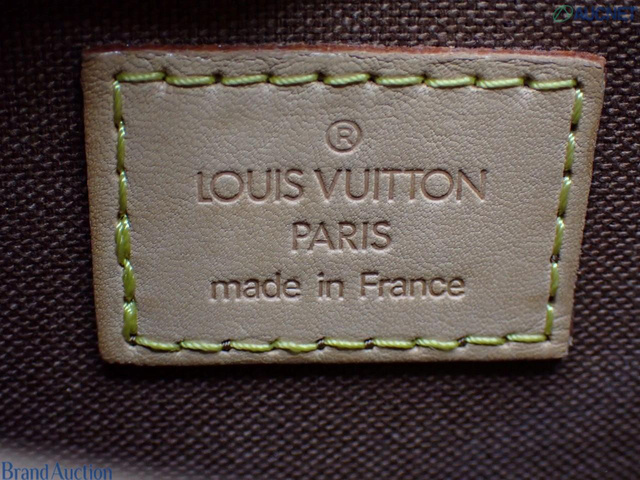 ®
LOUIS VUITTON
PARIS
made in France
Brand Auction